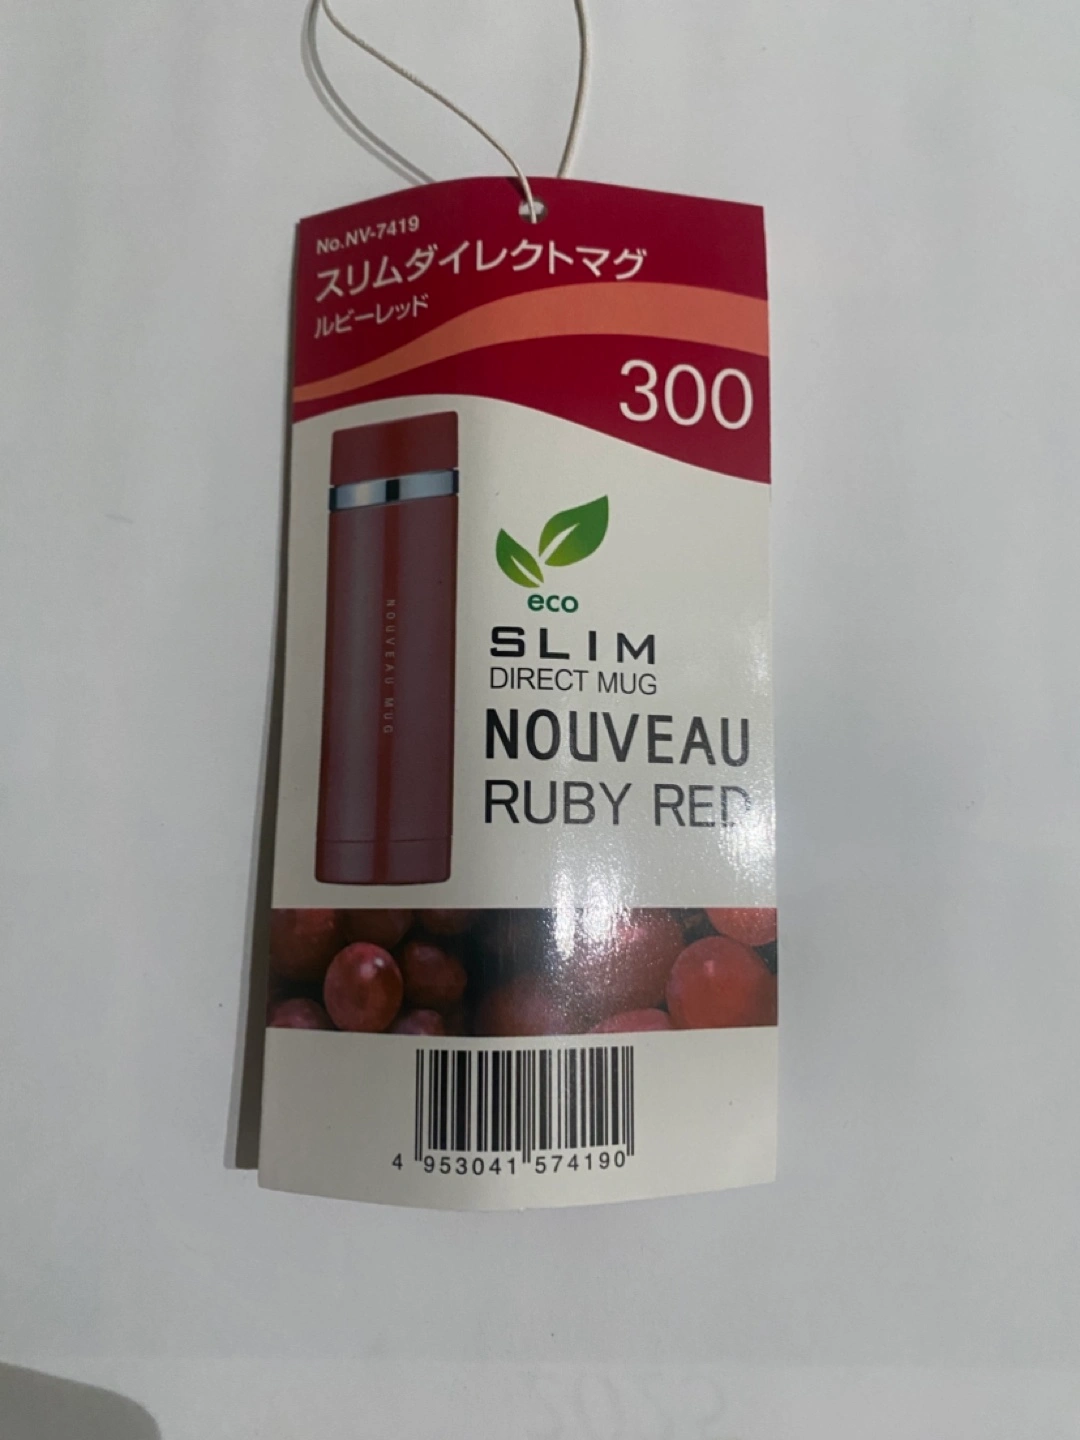 No.NV-7419
スリムダイレクトマグ
ルビーレッド
300
NOUVEAU MUG
eco
SLIM
DIRECT MUG
NOUVEAU
RUBY RED
4 953041 574190